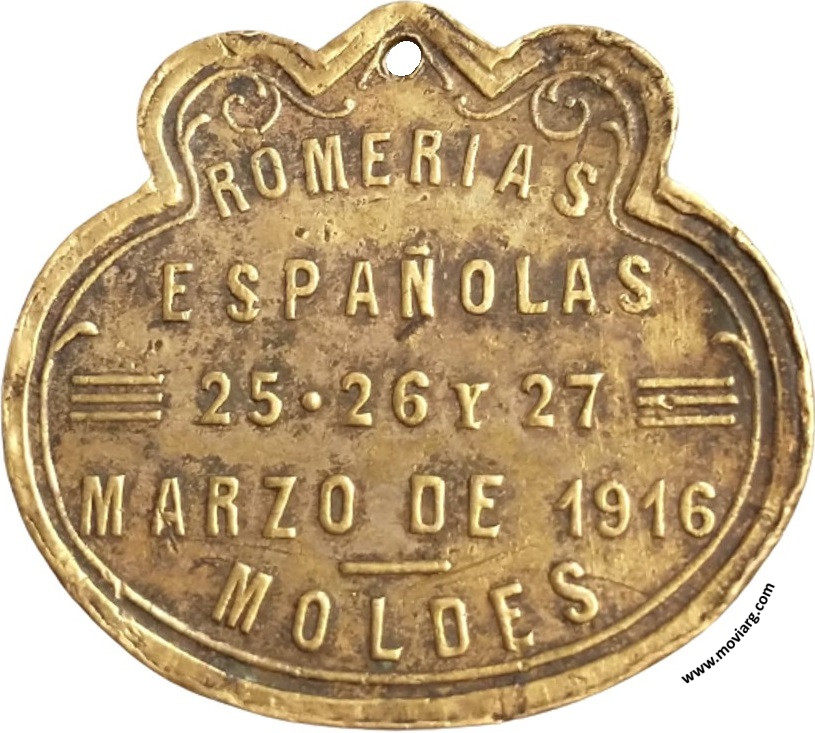 ROMERIAS
ESPAÑOLAS
25 · 26 Y 27
MARZO DE 1916
MOLDES
www.moviarg.com